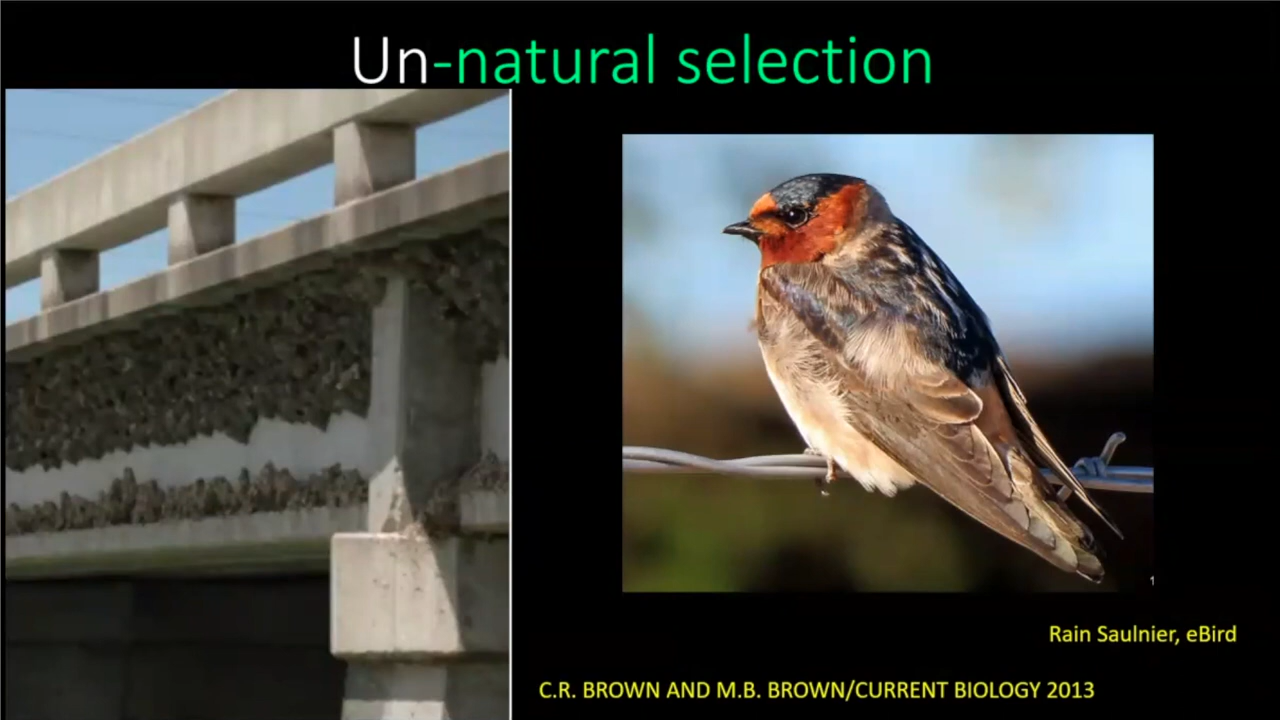 Un-natural selection
Rain Saulnier, eBird
C.R. BROWN AND M.B. BROWN/CURRENT BIOLOGY 2013